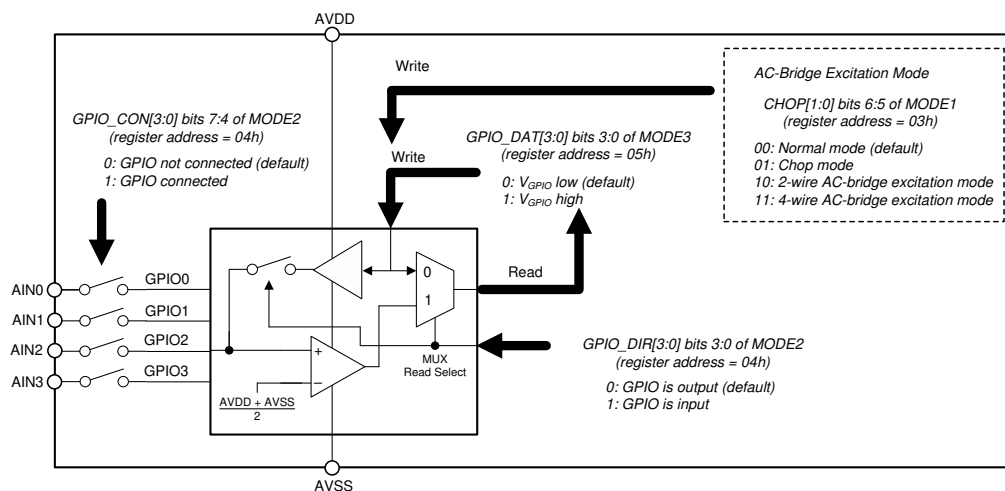 AVDD
Write
AC-Bridge Excitation Mode
CHOP[1:0] bits 6:5 of MODE1
(register address = 03h)
00: Normal mode (default)
01: Chop mode
10: 2-wire AC-bridge excitation mode
11: 4-wire AC-bridge excitation mode
GPIO_CON[3:0] bits 7:4 of MODE2
(register address = 04h)
0: GPIO not connected (default)
1: GPIO connected
GPIO_DAT[3:0] bits 3:0 of MODE3
(register address = 05h)
Write
0: VGPIO low (default)
1: VGPIO high
0
1
Read
AIN0
GPIO0
AIN1
GPIO1
AIN2
GPIO2
AIN3
GPIO3
+
−
AVDD + AVSS
2
MUX
Read Select
GPIO_DIR[3:0] bits 3:0 of MODE2
(register address = 04h)
0: GPIO is output (default)
1: GPIO is input
AVSS